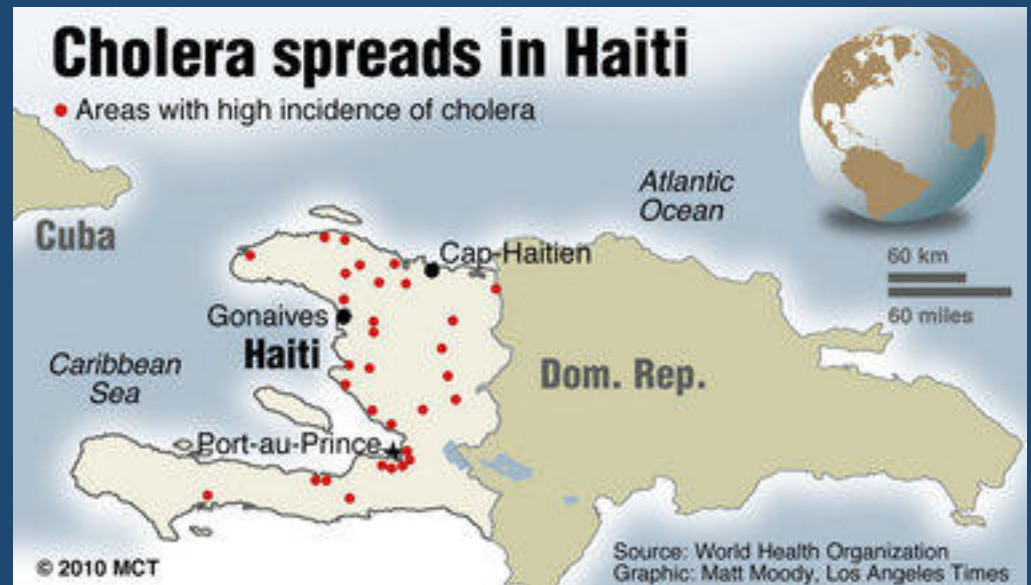 Cholera spreads in Haiti
Areas with high incidence of cholera
Atlantic
Ocean
Cuba
Cap-Haitien
60 km
60 miles
Gonaives
Haiti
Caribbean
Sea
Dom. Rep.
Port-au-Prince
© 2010 MCT
Source: World Health Organization
Graphic: Matt Moody, Los Angeles Times